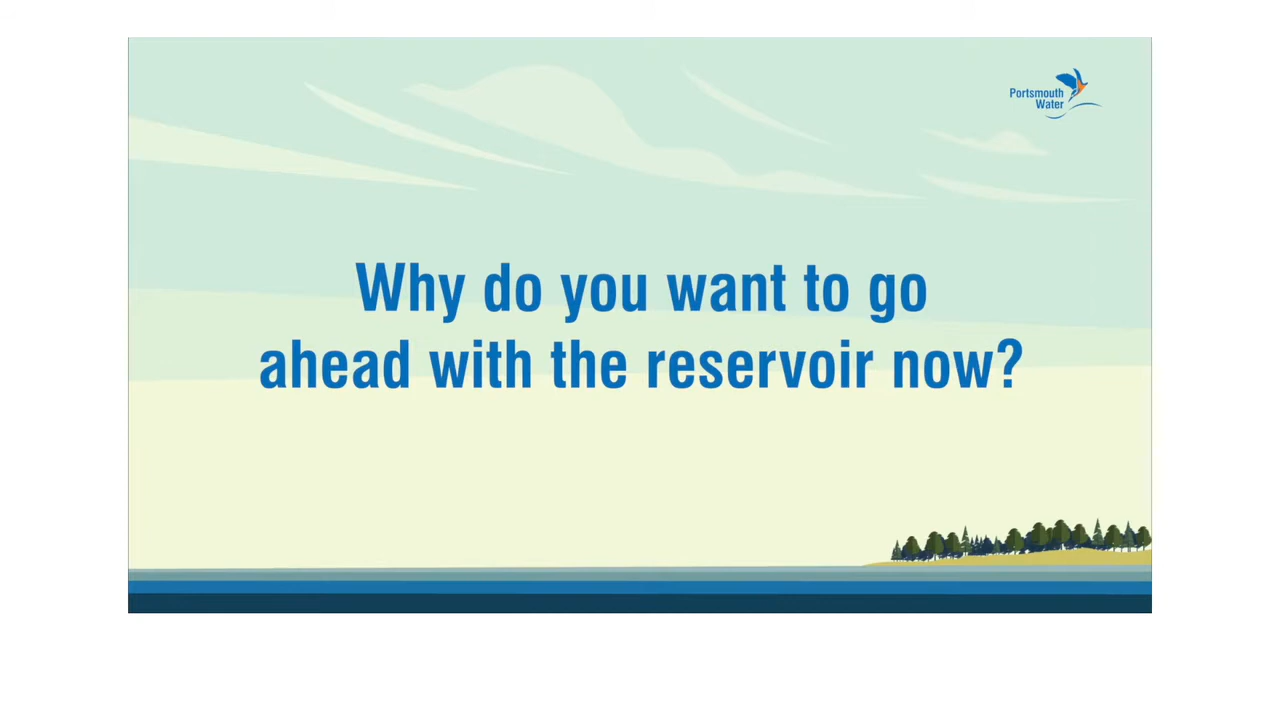 Portsmouth
Water
Why do you want to go
ahead with the reservoir now?